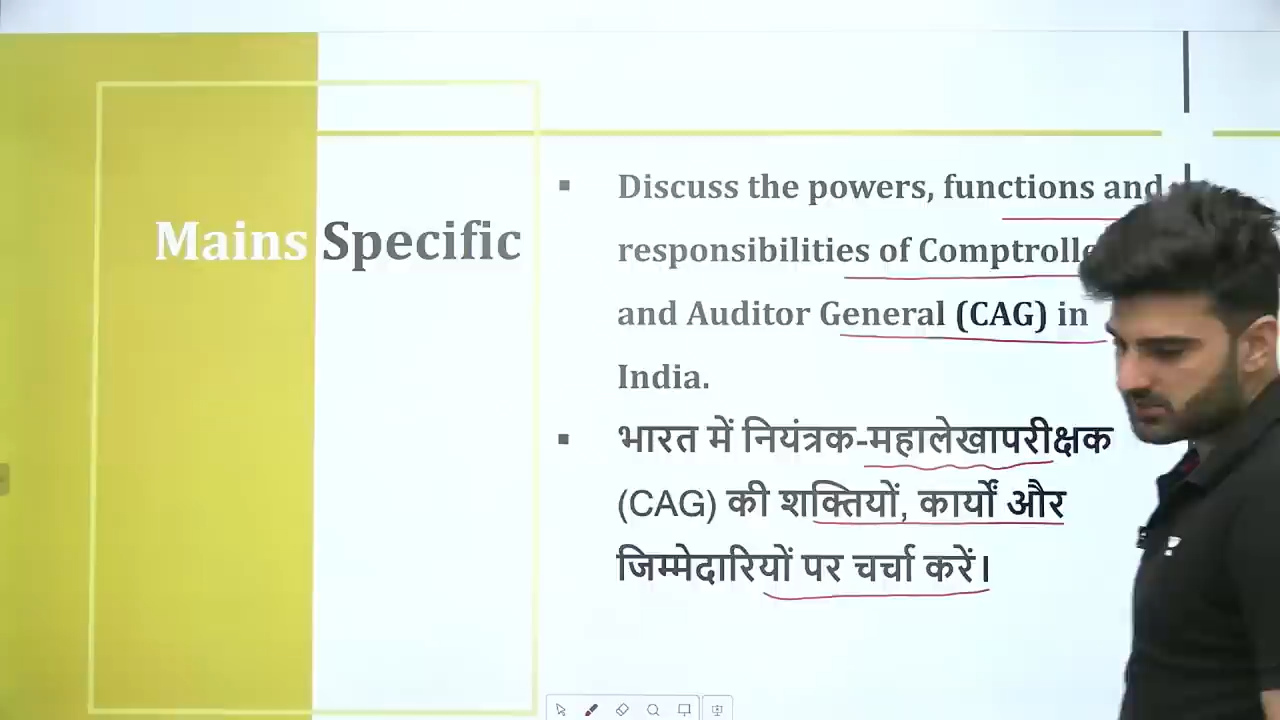 Mains Specific
Discuss the powers, functions and
responsibilities of
and Auditor General (CAG) in
India.
भारत में नियंत्रक-महालेखापरीक्षक
(CAG) की शक्तियों, कार्यों और
जिम्मेदारियों पर चर्चा करें।